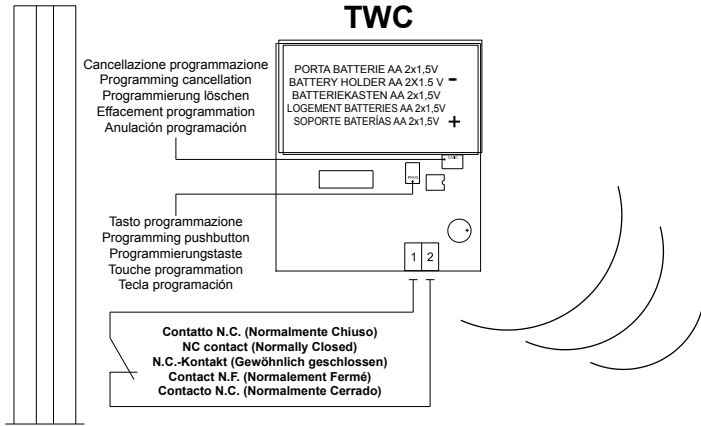 TWC
Cancellazione programmazione
Programming cancellation
Programmierung löschen
Effacement programmation
Anulación programación
PORTA BATTERIE AA 2x1,5V
BATTERY HOLDER AA 2X1.5 V -
BATTERIEKASTEN AA 2x1,5V
LOGEMENT BATTERIES AA 2x1,5V
SOPORTE BATERÍAS AA 2x1,5V +
PROG
Tasto programmazione
Programming pushbutton
Programmierungstaste
Touche programmation
Tecla programación
+
1 2
Contatto N.C. (Normalmente Chiuso)
NC contact (Normally Closed)
N.C.-Kontakt (Gewöhnlich geschlossen)
Contact N.F. (Normalement Fermé)
Contacto N.C. (Normalmente Cerrado)